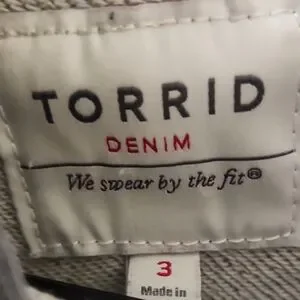 TORRID
DENIM
We swear by the fit®
3
Made in